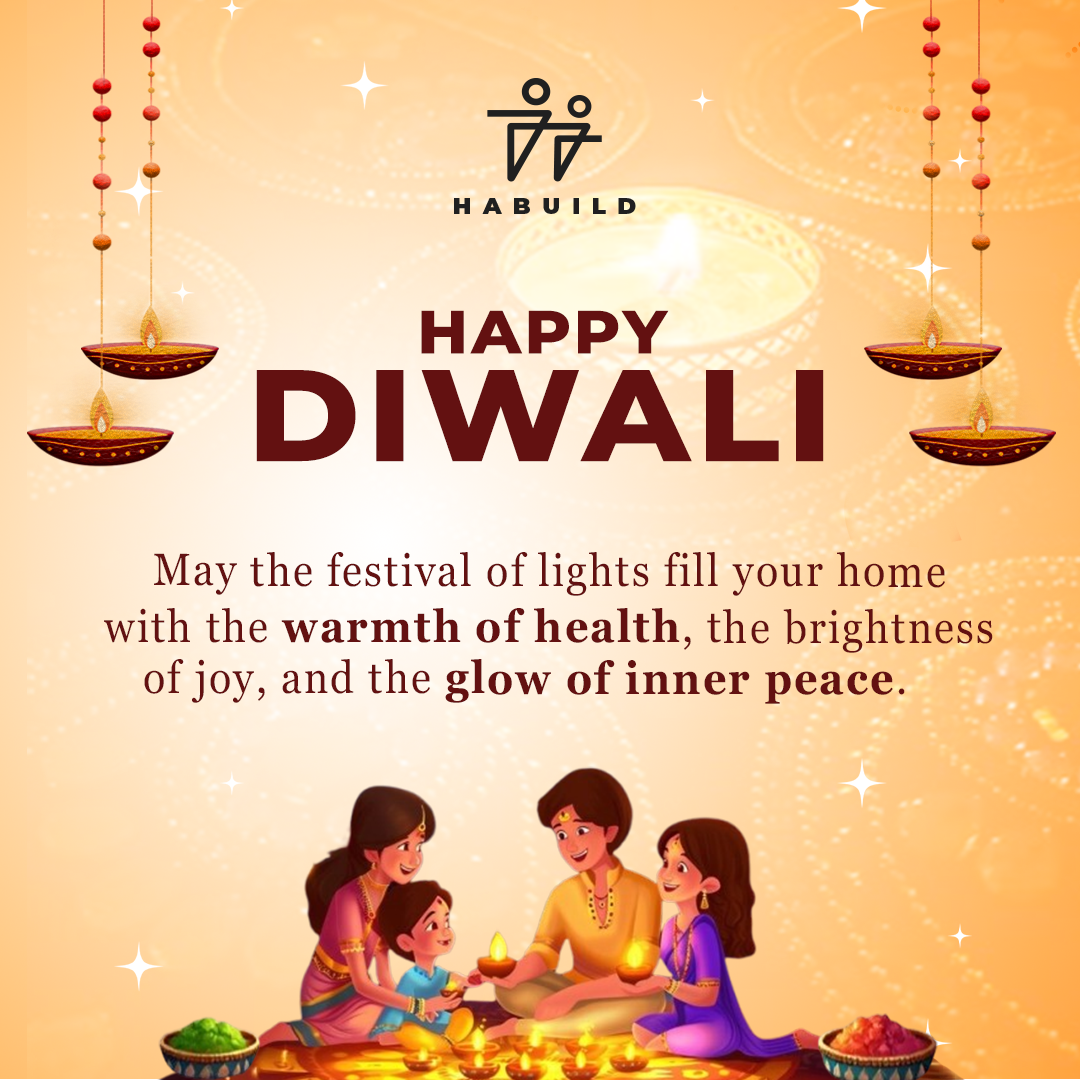 HABUILD
HAPPY
DIWALI
May the festival of lights fill your home
with the warmth of health, the brightness
of joy, and the glow of inner peace.